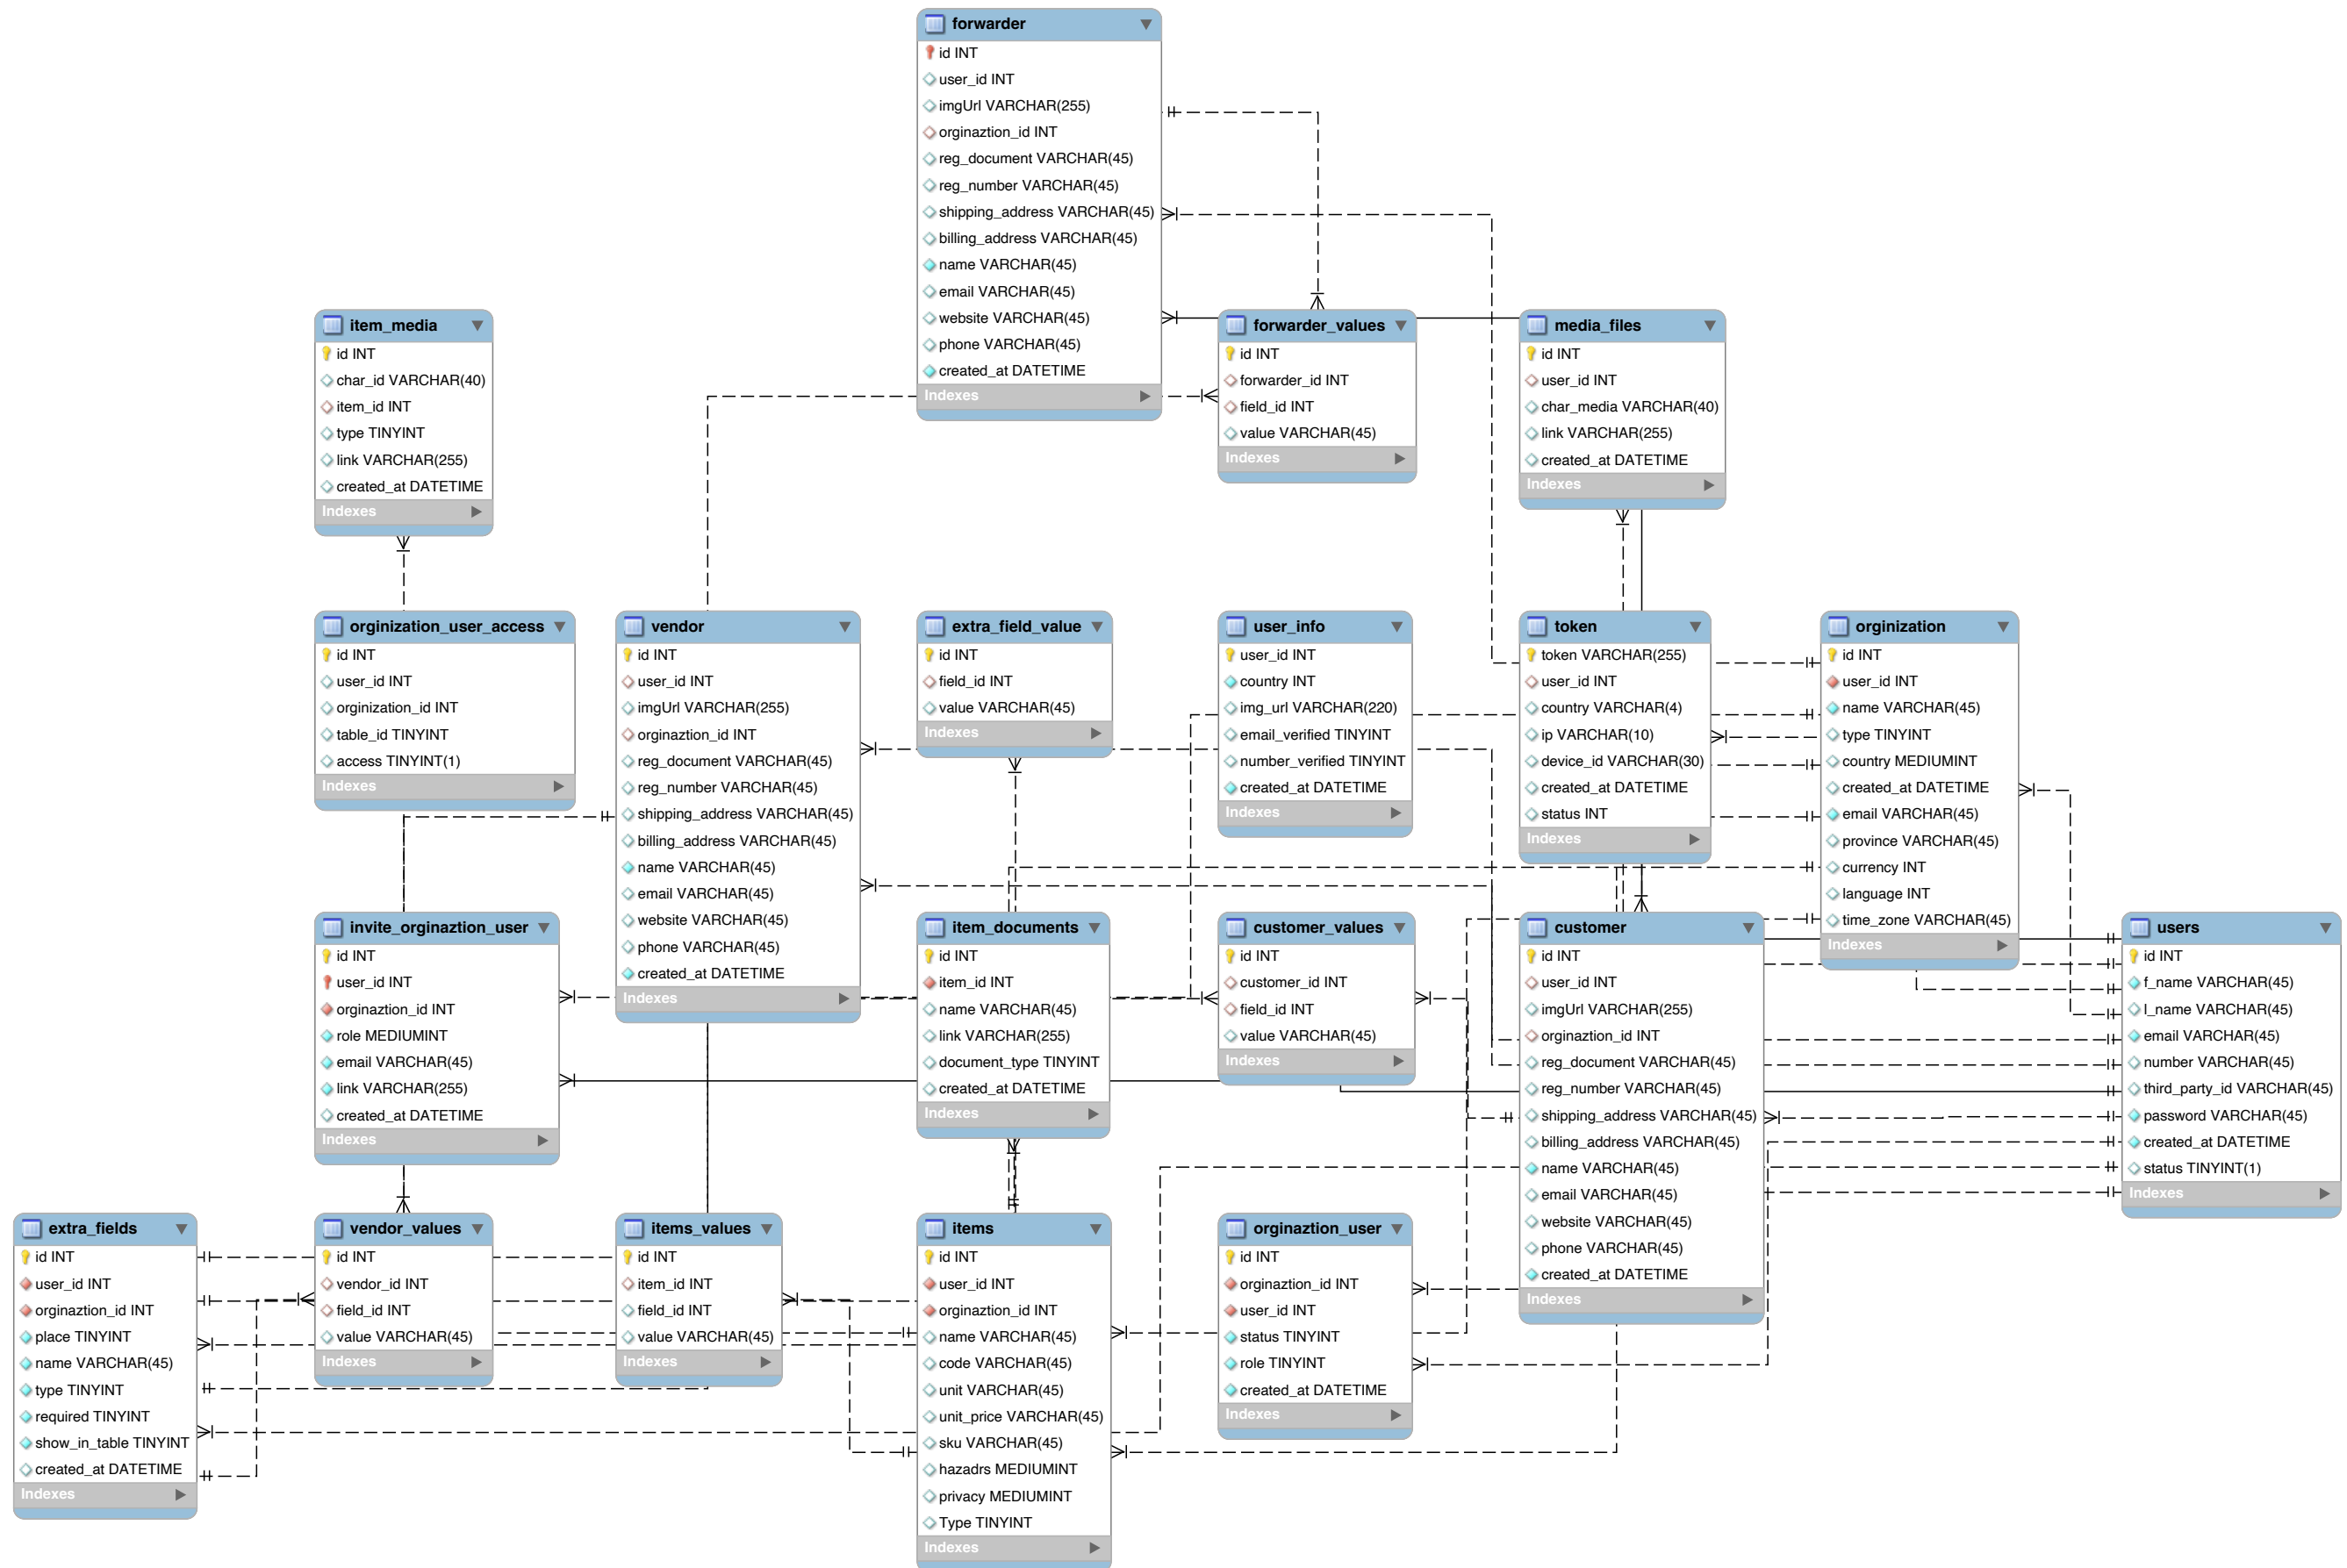 forwarder
id INT
user_id INT
imgUrl VARCHAR(255)
orginaztion_id INT
reg_document VARCHAR(45)
reg_number VARCHAR(45)
shipping_address VARCHAR(45)
billing_address VARCHAR(45)
name VARCHAR(45)
email VARCHAR(45)
website VARCHAR(45)
phone VARCHAR(45)
created_at DATETIME
Indexes
item_media
id INT
char_id VARCHAR(40)
item_id INT
type TINYINT
link VARCHAR(255)
created_at DATETIME
Indexes
forwarder_values
id INT
forwarder_id INT
field_id INT
value VARCHAR(45)
Indexes
media_files
id INT
user_id INT
char_media VARCHAR(40)
link VARCHAR(255)
created_at DATETIME
Indexes
orginization_user_access
id INT
user_id INT
orginization_id INT
table_id TINYINT
access TINYINT(1)
Indexes
vendor
id INT
user_id INT
imgUrl VARCHAR(255)
orginaztion_id INT
reg_document VARCHAR(45)
reg_number VARCHAR(45)
shipping_address VARCHAR(45)
billing_address VARCHAR(45)
name VARCHAR(45)
email VARCHAR(45)
website VARCHAR(45)
phone VARCHAR(45)
created_at DATETIME
Indexes
extra_field_value
id INT
field_id INT
value VARCHAR(45)
Indexes
user_info
user_id INT
country INT
img_url VARCHAR(220)
email_verified TINYINT
number_verified TINYINT
created_at DATETIME
Indexes
token
token VARCHAR(255)
user_id INT
country VARCHAR(4)
ip VARCHAR(10)
device_id VARCHAR(30)
created_at DATETIME
status INT
Indexes
orginization
id INT
user_id INT
name VARCHAR(45)
type TINYINT
country MEDIUMINT
created_at DATETIME
email VARCHAR(45)
province VARCHAR(45)
currency INT
language INT
time_zone VARCHAR(45)
Indexes
invite_orginaztion_user
id INT
user_id INT
orginaztion_id INT
role MEDIUMINT
email VARCHAR(45)
link VARCHAR(255)
created_at DATETIME
Indexes
item_documents
id INT
item_id INT
name VARCHAR(45)
link VARCHAR(255)
document_type TINYINT
created_at DATETIME
Indexes
customer_values
id INT
customer_id INT
field_id INT
value VARCHAR(45)
Indexes
customer
id INT
user_id INT
imgUrl VARCHAR(255)
orginaztion_id INT
reg_document VARCHAR(45)
reg_number VARCHAR(45)
shipping_address VARCHAR(45)
billing_address VARCHAR(45)
name VARCHAR(45)
email VARCHAR(45)
website VARCHAR(45)
phone VARCHAR(45)
created_at DATETIME
Indexes
users
id INT
f_name VARCHAR(45)
l_name VARCHAR(45)
email VARCHAR(45)
number VARCHAR(45)
third_party_id VARCHAR(45)
password VARCHAR(45)
created_at DATETIME
status TINYINT(1)
Indexes
extra_fields
id INT
user_id INT
orginaztion_id INT
place TINYINT
name VARCHAR(45)
type TINYINT
required TINYINT
show_in_table TINYINT
created_at DATETIME
Indexes
vendor_values
id INT
vendor_id INT
field_id INT
value VARCHAR(45)
Indexes
items_values
id INT
item_id INT
field_id INT
value VARCHAR(45)
Indexes
items
id INT
user_id INT
orginaztion_id INT
name VARCHAR(45)
code VARCHAR(45)
unit VARCHAR(45)
unit_price VARCHAR(45)
sku VARCHAR(45)
hazadrs MEDIUMINT
privacy MEDIUMINT
Type TINYINT
Indexes
orginaztion_user
id INT
orginaztion_id INT
user_id INT
status TINYINT
role TINYINT
created_at DATETIME
Indexes